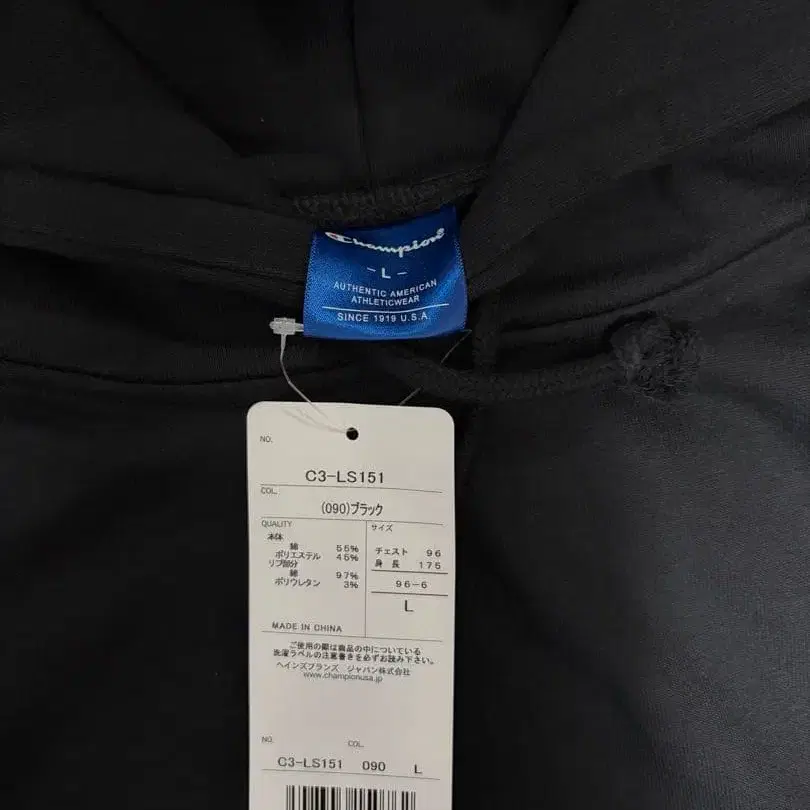 Champion
- L -
AUTHENTIC AMERICAN
ATHLETICWEAR
SINCE 1919 U.S.A.
NO.
C3-LS151
COL.
(090)ブラック
QUALITY
本体
綿 55%
ポリエステル 45%
リブ部分
綿 97%
ポリウレタン 3%
サイズ
チェスト 96
身 長 175
96-6
L
MADE IN CHINA
ご使用の際は商品の中についている
洗濯ラベルの注意書きを必ずお読み下さい。
ヘインズブランズ ジャパン株式会社
www.championusa.jp
NO. COL.
C3-LS151 090 L